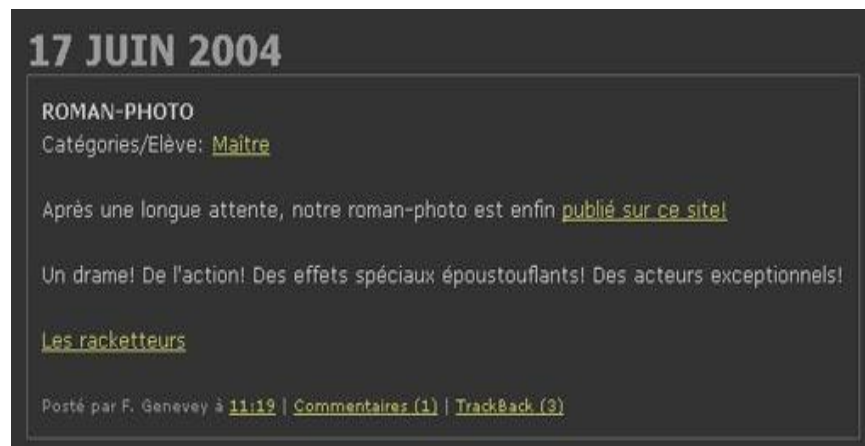 17 JUIN 2004
ROMAN-PHOTO
Catégories/Elève: Maître
Après une longue attente, notre roman-photo est enfin publié sur ce site!
Un drame! De l'action! Des effets spéciaux époustouflants! Des acteurs exceptionnels!
Les racketteurs
Posté par F. Genevey à 11:19 | Commentaires (1) | TrackBack (3)